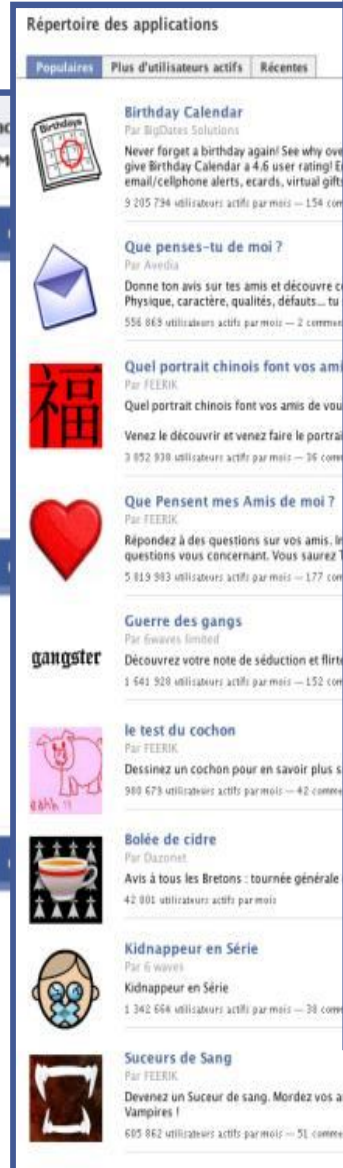 Répertoire des applications
Populaires Plus d'utilisateurs actifs Récentes
Birthdays
Birthday Calendar
Par BigDates Solutions
Never forget a birthday again! See why ove
give Birthday Calendar a 4.6 user rating! E
email/cellphone alerts, ecards, virtual gifts
9 205 794 utilisateurs actifs par mois — 154 com
Que penses-tu de moi ?
Par Avedia
Donne ton avis sur tes amis et découvre c
Physique, caractère, qualités, défauts... tu
556 869 utilisateurs actifs par mois — 2 commen
福
Quel portrait chinois font vos ami
Par FEERIK
Quel portrait chinois font vos amis de vou
Venez le découvrir et venez faire le portrai
3 852 938 utilisateurs actifs par mois — 36 comm
Que Pensent mes Amis de moi ?
Par FEERIK
Répondez à des questions sur vos amis. In
questions vous concernant. Vous saurez T
5 819 983 utilisateurs actifs par mois — 177 com
gangster
Guerre des gangs
Par 6waves limited
Découvrez votre note de séduction et flirte
1 641 928 utilisateurs actifs par mois — 152 com
le test du cochon
Par FEERIK
Dessinez un cochon pour en savoir plus s
980 679 utilisateurs actifs par mois — 42 comme
Bolée de cidre
Par Dazonet
Avis à tous les Bretons : tournée générale
42 801 utilisateurs actifs par mois
Kidnappeur en Série
Par 6 waves
Kidnappeur en Série
1 342 664 utilisateurs actifs par mois — 38 comm
Suceurs de Sang
Par FEERIK
Devenez un Suceur de sang. Mordez vos a
Vampires !
605 862 utilisateurs actifs par mois — 51 comme